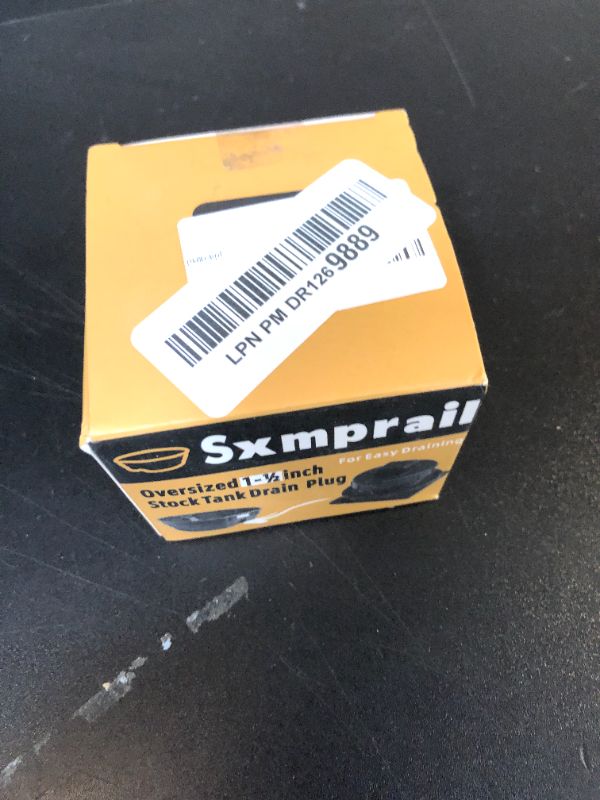 LPN PM DR1269889
Sxmprail
For Easy Draining
Oversized 1-½ inch
Stock Tank Drain Plug